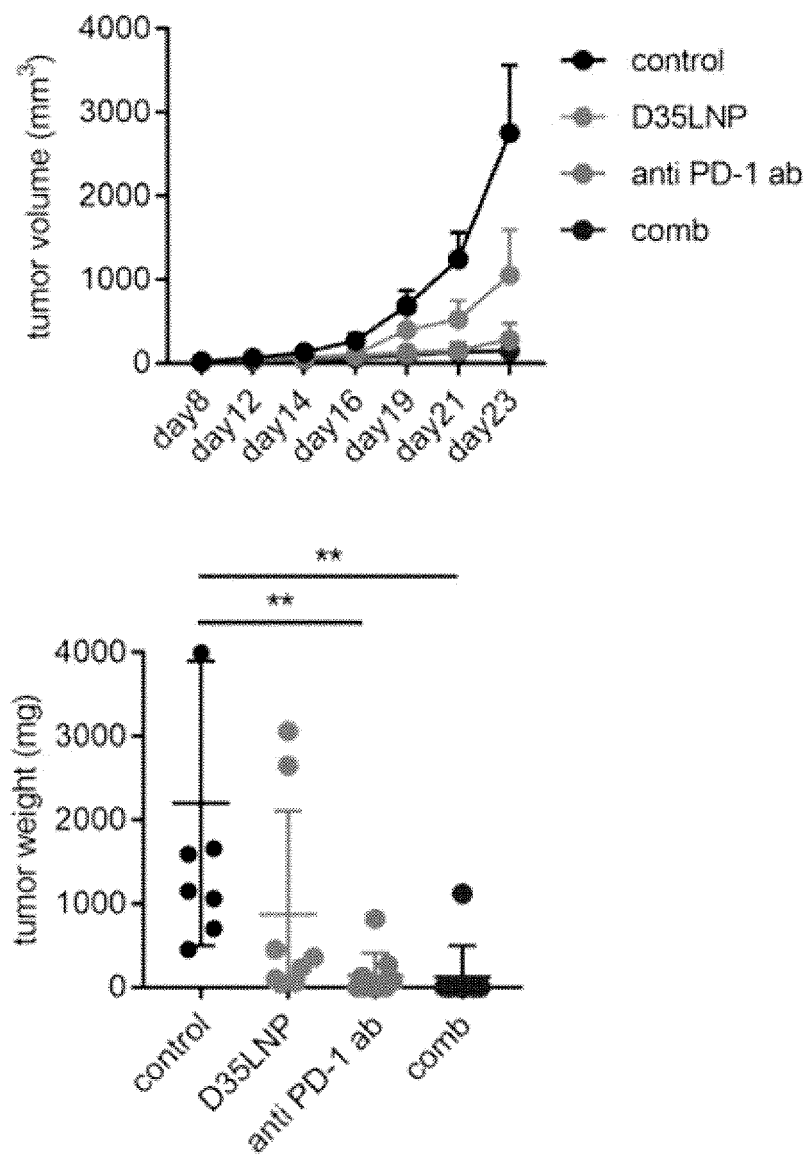 tumor volume (mm³)
4000
3000
2000
1000
0
day8
day12
day14
day16
day19
day21
day23
control
D35LNP
anti PD-1 ab
comb
**
**
tumor weight (mg)
4000
3000
2000
1000
0
control
D35LNP
anti PD-1 ab
comb